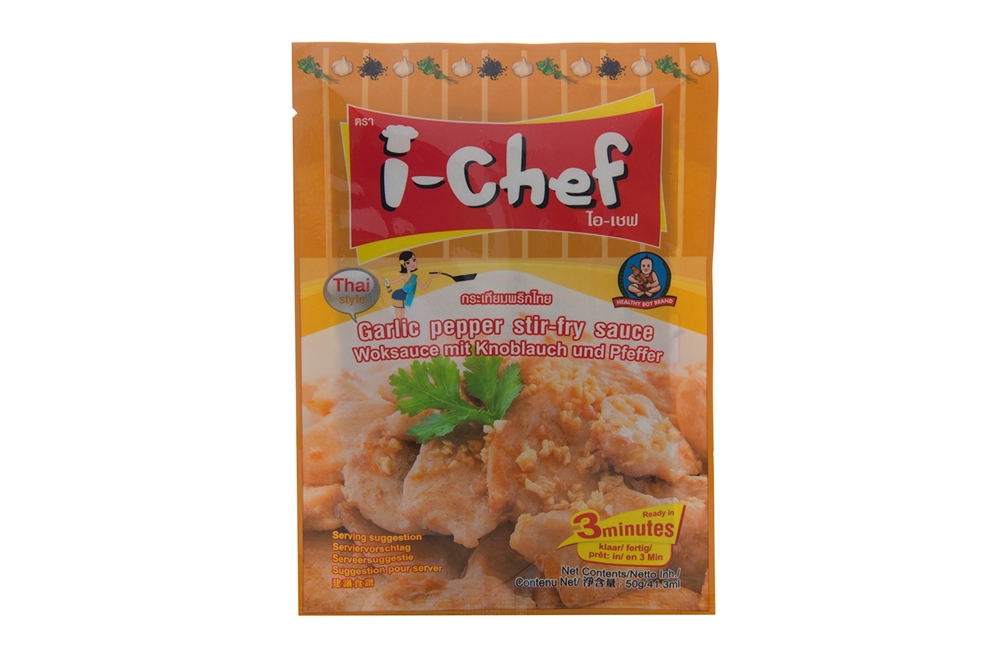 ตรา
i-Chef
ไอ-เชฟ
Thai
style
HEALTHY BOY BRAND
กระเทียมพริกไทย
Garlic pepper stir-fry sauce
Woksauce mit Knoblauch und Pfeffer
Ready in
3 minutes
klaar/ fertig/
prêt: in/ en 3 Min
Serving suggestion
Serviervorschlag
Serveersuggestie
Suggestion pour server
建議食譜
Net Contents/Netto Inh./
Contenu Net/ 淨含量 : 50g/41.3ml